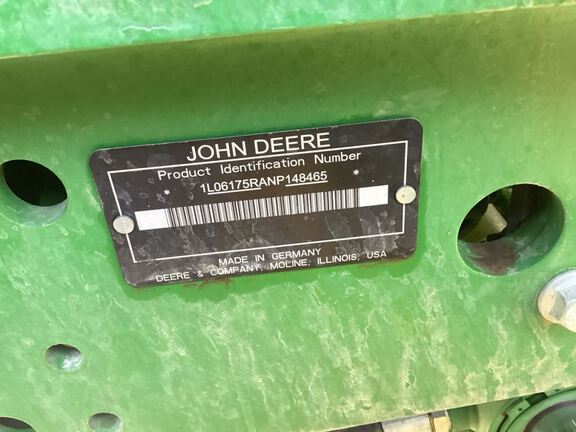 JOHN DEERE
Product Identification Number
* 1L06175RANP148465 *
MADE IN GERMANY
DEERE & COMPANY, MOLINE, ILLINOIS, USA